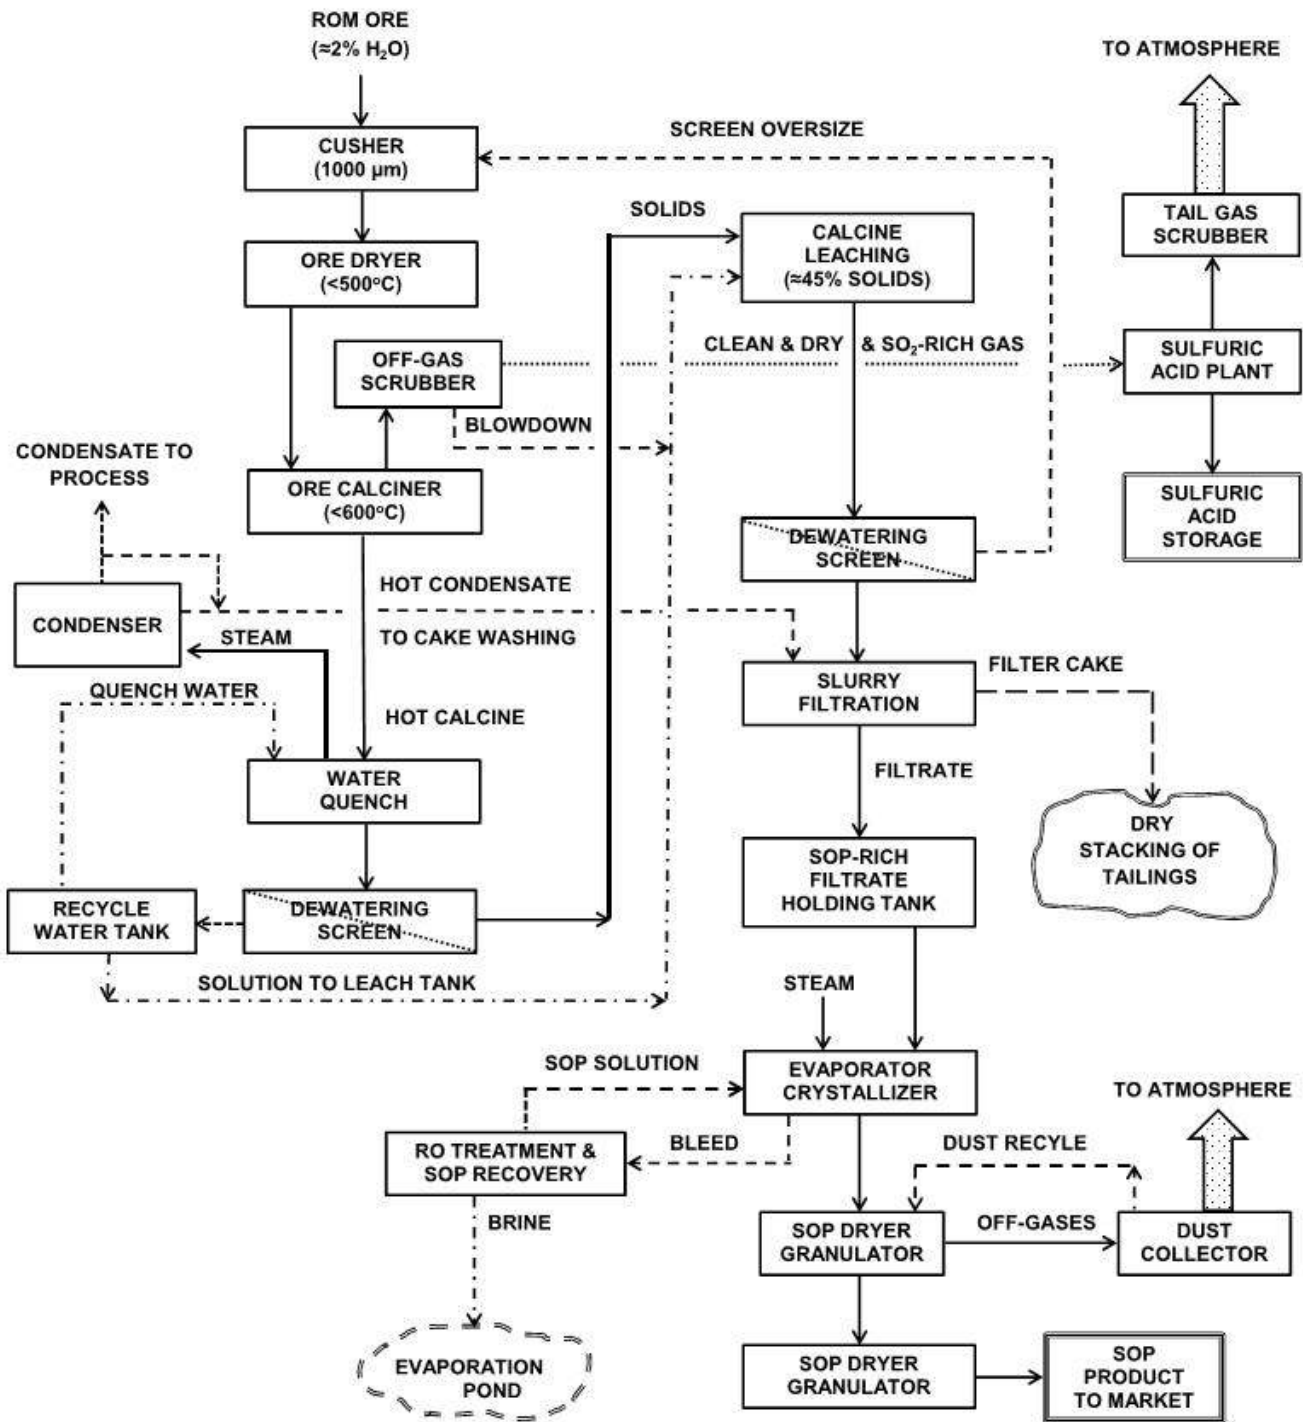 ROM ORE
(≈2% H₂O)
TO ATMOSPHERE
SCREEN OVERSIZE
CUSHER
(1000 µm)
SOLIDS
CALCINE
LEACHING
(≈45% SOLIDS)
TAIL GAS
SCRUBBER
ORE DRYER
(<500°C)
OFF-GAS
SCRUBBER
CLEAN & DRY & SO₂-RICH GAS
SULFURIC
ACID PLANT
BLOWDOWN
CONDENSATE TO
PROCESS
ORE CALCINER
(<600°C)
SULFURIC
ACID
STORAGE
DEWATERING
SCREEN
HOT CONDENSATE
TO CAKE WASHING
CONDENSER
STEAM
QUENCH WATER
HOT CALCINE
SLURRY
FILTRATION
FILTER CAKE
WATER
QUENCH
FILTRATE
DRY
STACKING OF
TAILINGS
SOP-RICH
FILTRATE
HOLDING TANK
RECYCLE
WATER TANK
DEWATERING
SCREEN
SOLUTION TO LEACH TANK
STEAM
SOP SOLUTION
EVAPORATOR
CRYSTALLIZER
TO ATMOSPHERE
RO TREATMENT &
SOP RECOVERY
BLEED
DUST RECYLE
BRINE
SOP DRYER
GRANULATOR
OFF-GASES
DUST
COLLECTOR
EVAPORATION
POND
SOP DRYER
GRANULATOR
SOP
PRODUCT
TO MARKET